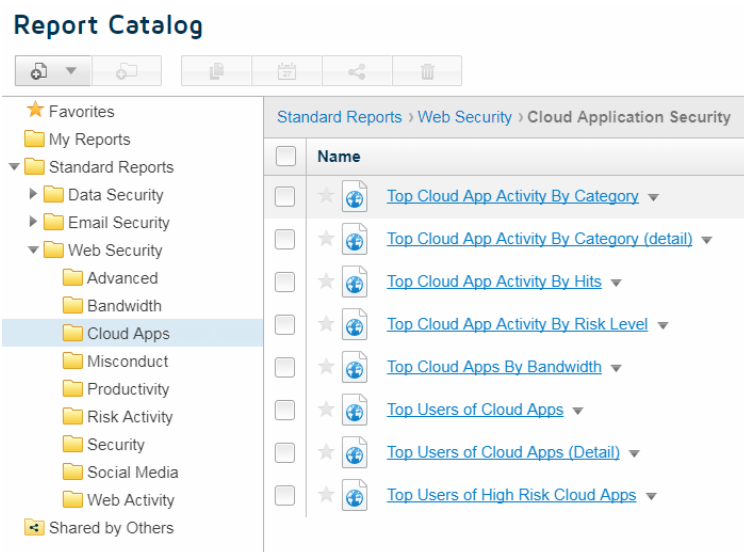 Report Catalog
27
Favorites
My Reports
Standard Reports
Data Security
Email Security
Web Security
Advanced
Bandwidth
Cloud Apps
Misconduct
Productivity
Risk Activity
Security
Social Media
Web Activity
Shared by Others
Standard Reports › Web Security › Cloud Application Security
Name
Top Cloud App Activity By Category
Top Cloud App Activity By Category (detail)
Top Cloud App Activity By Hits
Top Cloud App Activity By Risk Level
Top Cloud Apps By Bandwidth
Top Users of Cloud Apps
Top Users of Cloud Apps (Detail)
Top Users of High Risk Cloud Apps